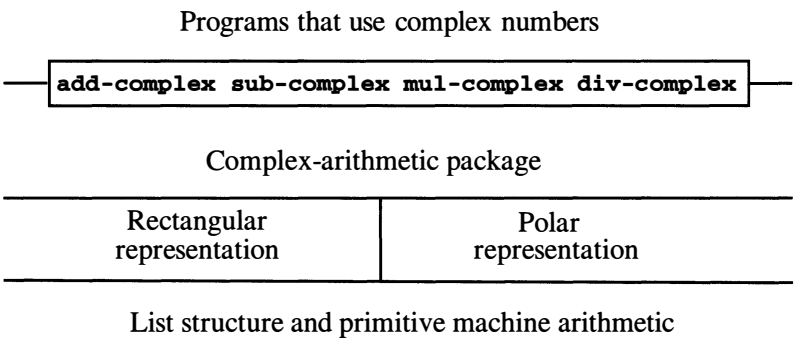 Programs that use complex numbers
add-complex sub-complex mul-complex div-complex
Complex-arithmetic package
Rectangular
representation
Polar
representation
List structure and primitive machine arithmetic